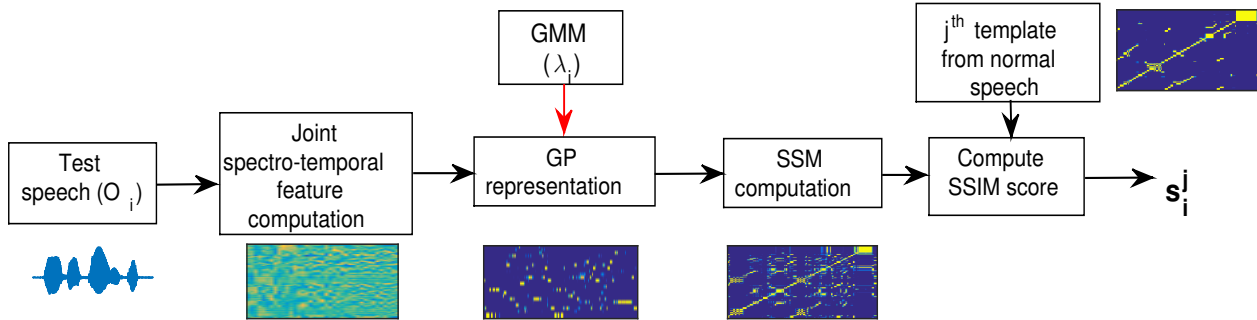 Test
speech (O i)
Joint
spectro-temporal
feature
computation
GMM
(λi)
GP
representation
SSM
computation
jth template
from normal
speech
Compute
SSIM score
sij